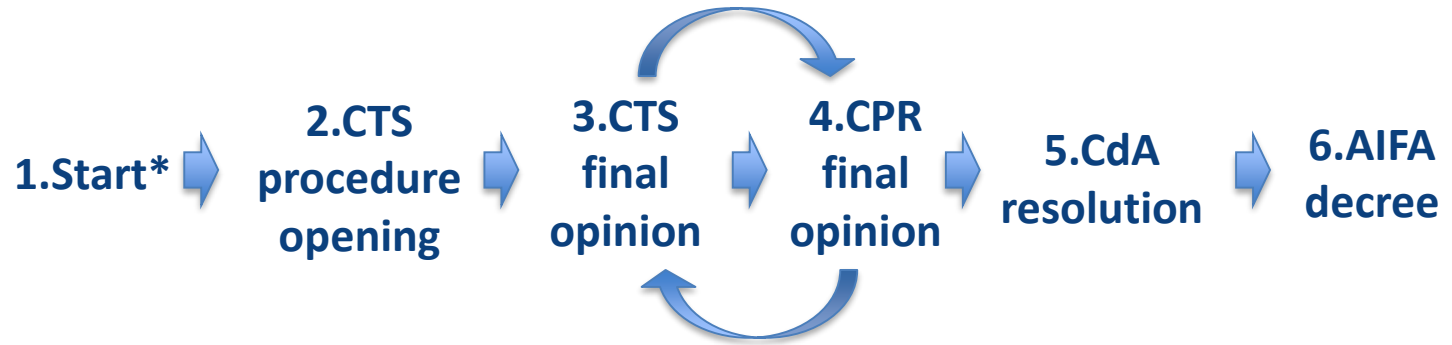 1.Start*
2.CTS
procedure
opening
3.CTS
final
opinion
4.CPR
final
opinion
5.CdA
resolution
6.AIFA
decree